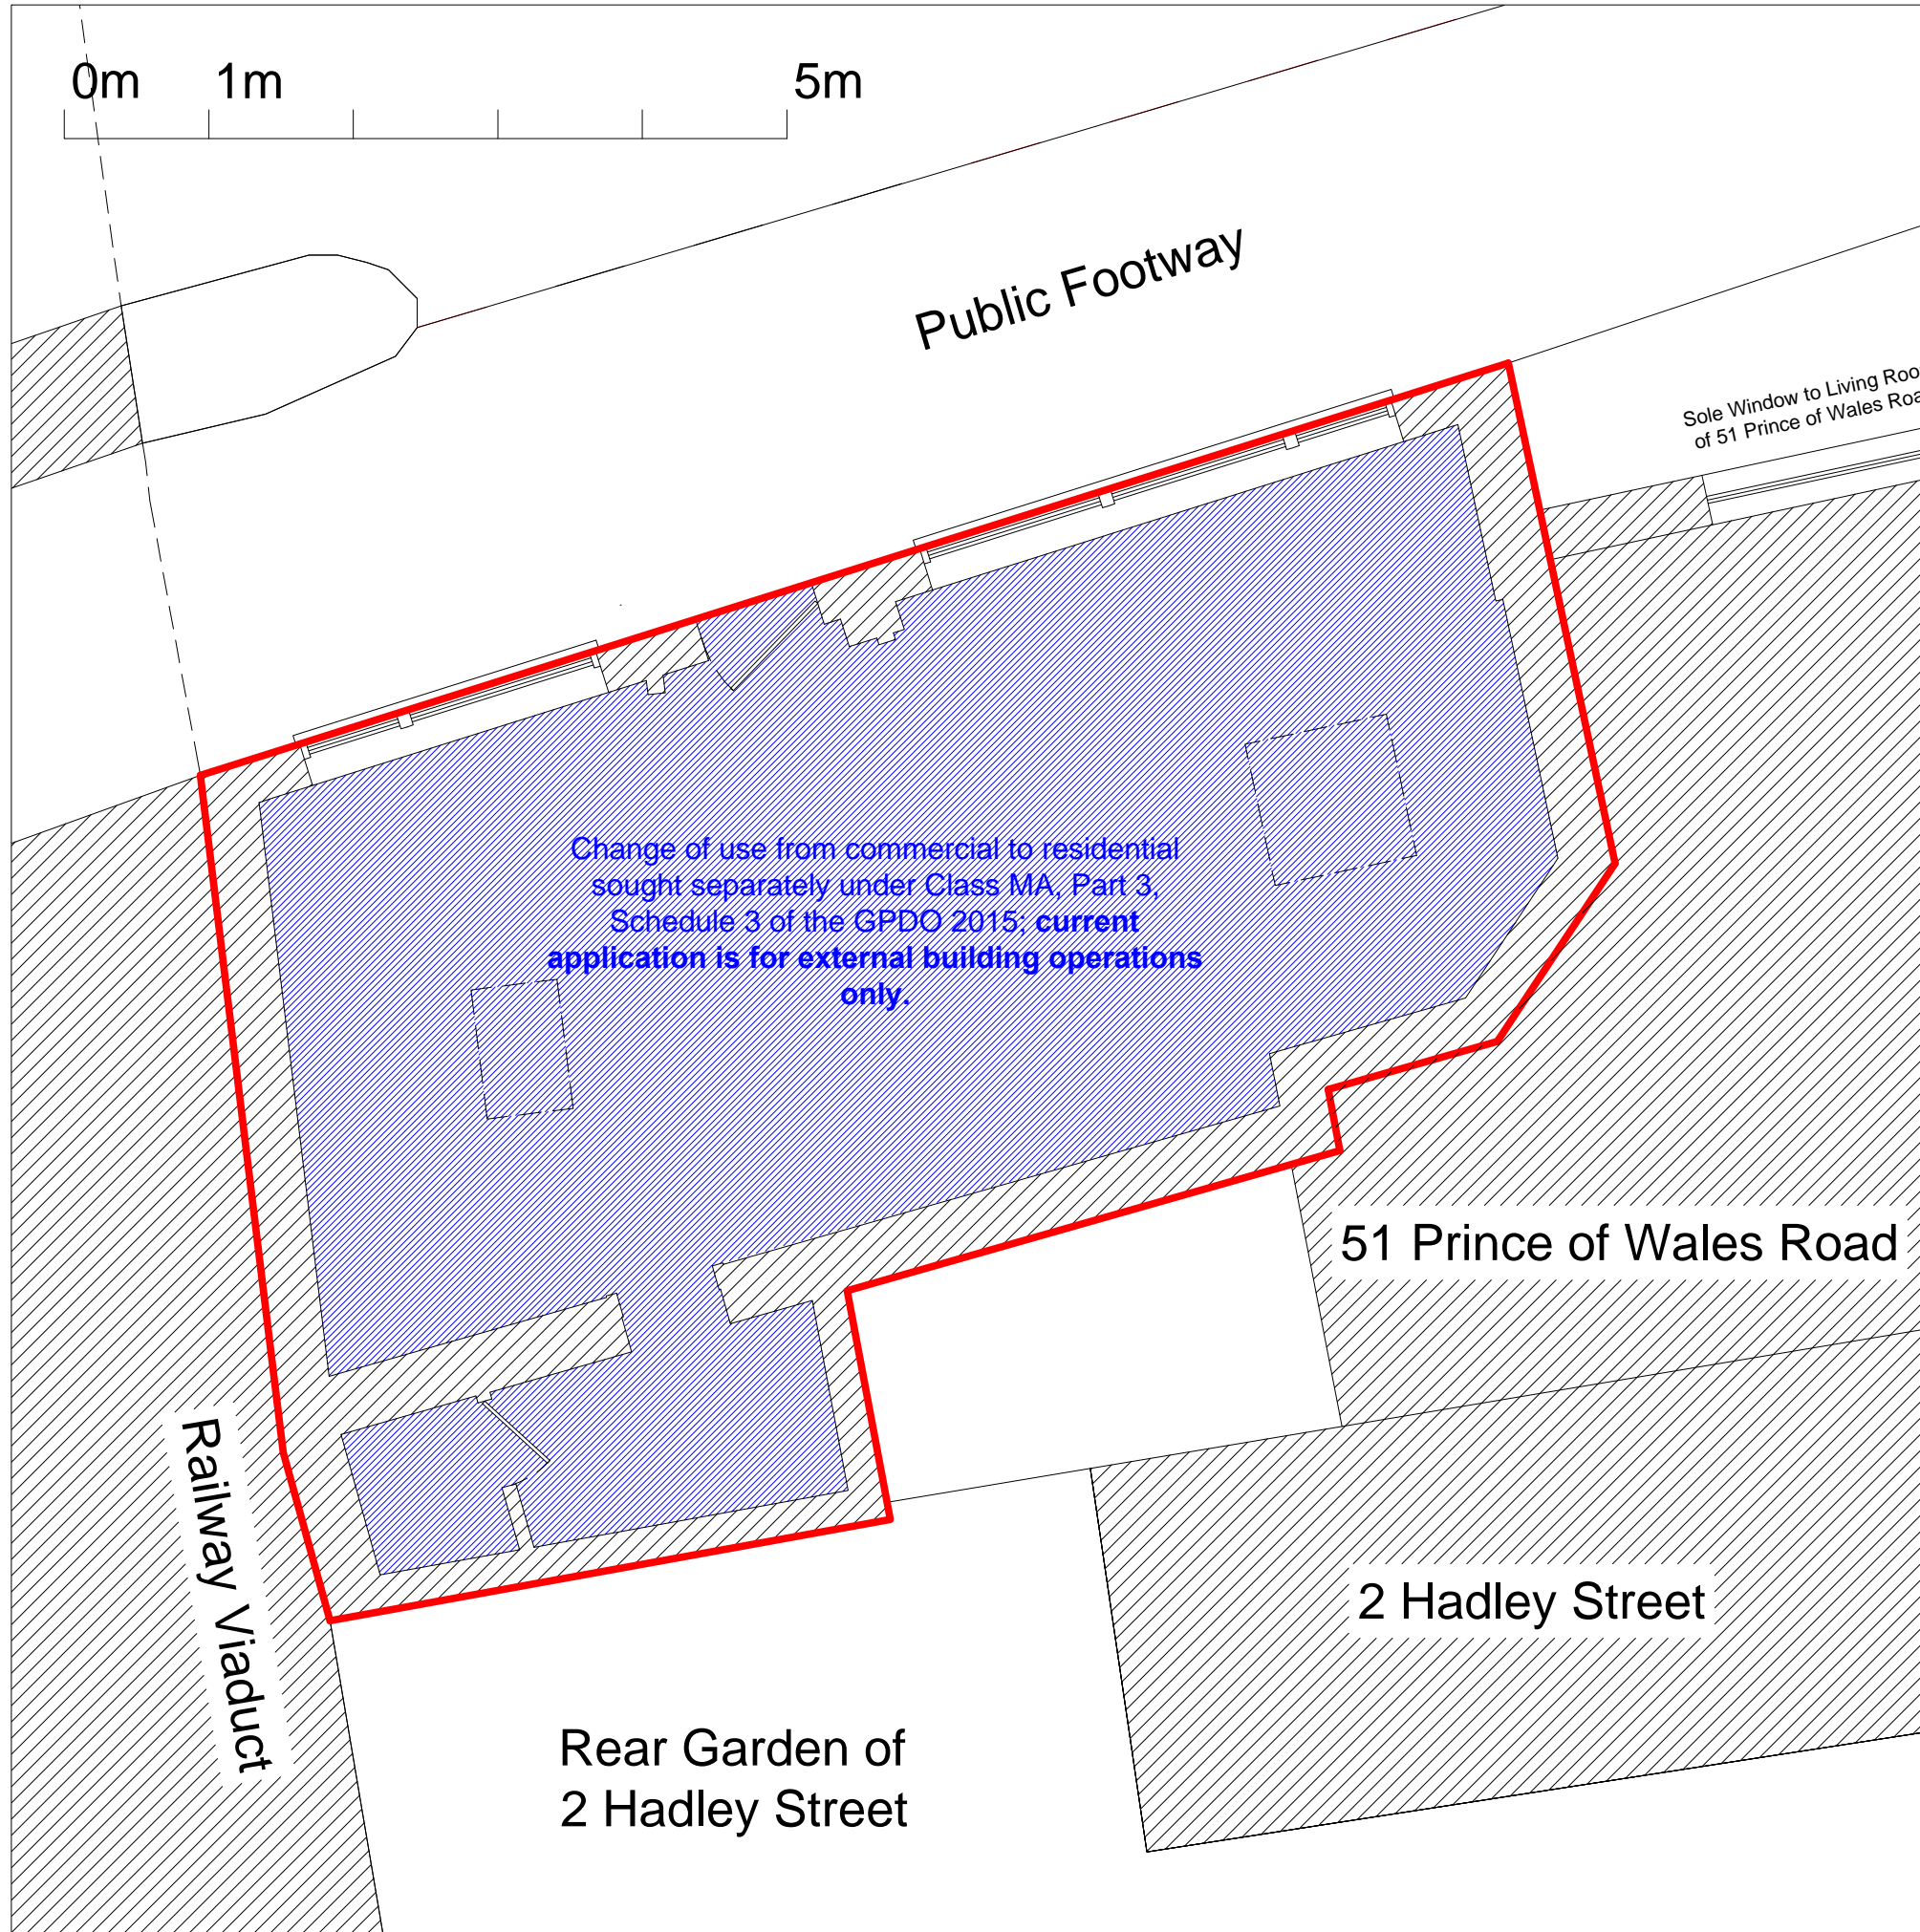 0m 1m 5m
Public Footway
Sole Window to Living
of 51 Prince of Wales
Change of use from commercial to residential
sought separately under Class MA, Part 3,
Schedule 3 of the GPDO 2015; current
application is for external building operations
only.
51 Prince of Wales Road
Railway Viaduct
2 Hadley Street
Rear Garden of
2 Hadley Street